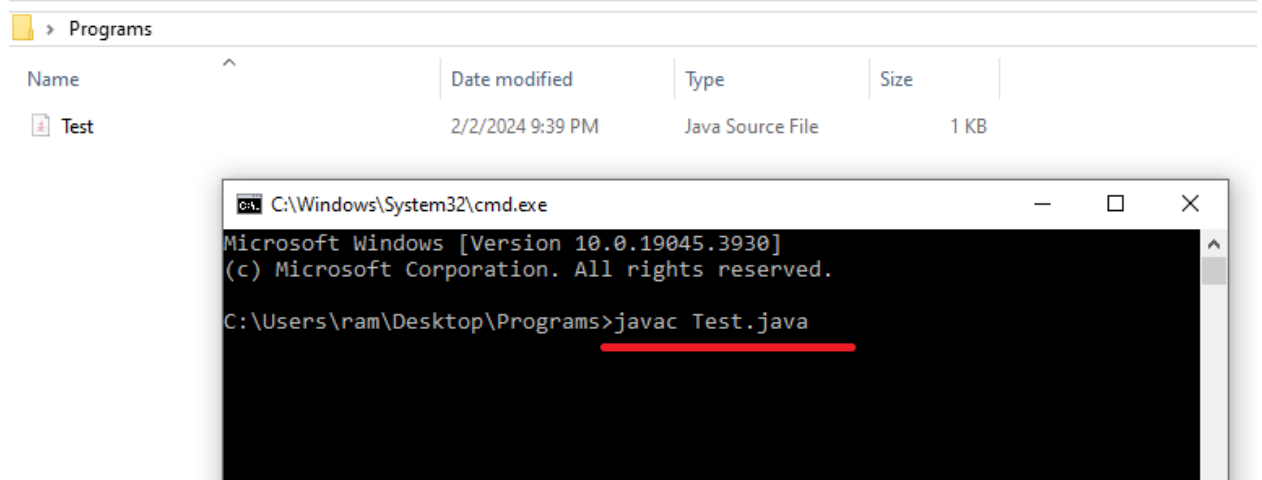 > Programs
Name Date modified Type Size
Test 2/2/2024 9:39 PM Java Source File 1 KB
C:\Windows\System32\cmd.exe
Microsoft Windows [Version 10.0.19045.3930]
(c) Microsoft Corporation. All rights reserved.
C:\Users\ram\Desktop\Programs>javac Test.java